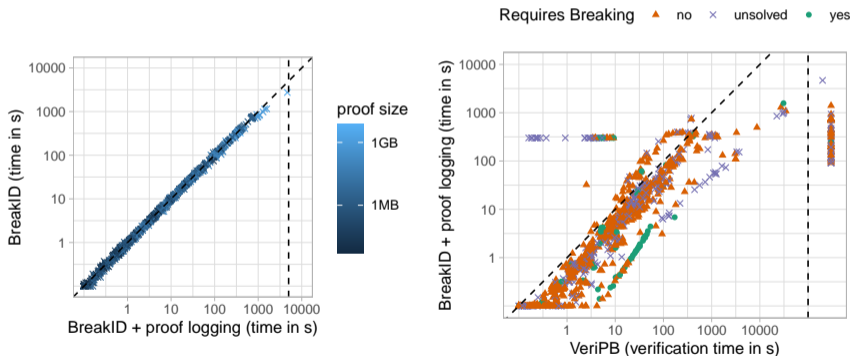 Requires Breaking no unsolved yes
10000
1000
100
10
1
BreakID (time in s)
1 10 100 1000 10000
BreakID + proof logging (time in s)
proof size
1GB
1MB
10000
1000
100
10
1
BreakID + proof logging (time in s)
1 10 100 1000 10000
VeriPB (verification time in s)